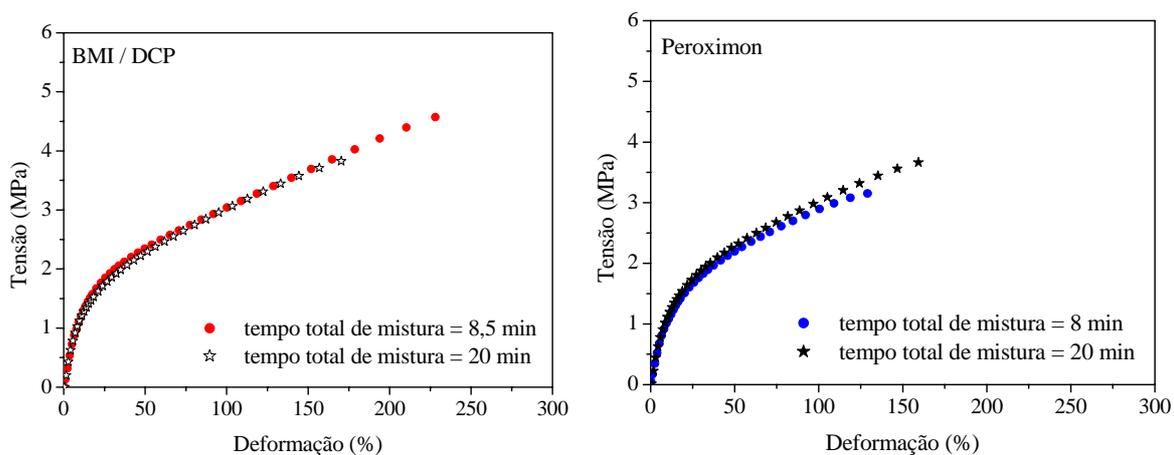 BMI / DCP
Tensão (MPa)
6
5
4
3
2
1
0
0 50 100 150 200 250 300
Deformação (%)
tempo total de mistura = 8,5 min
tempo total de mistura = 20 min
Peroximon
Tensão (MPa)
6
5
4
3
2
1
0
0 50 100 150 200 250 300
Deformação (%)
tempo total de mistura = 8 min
tempo total de mistura = 20 min